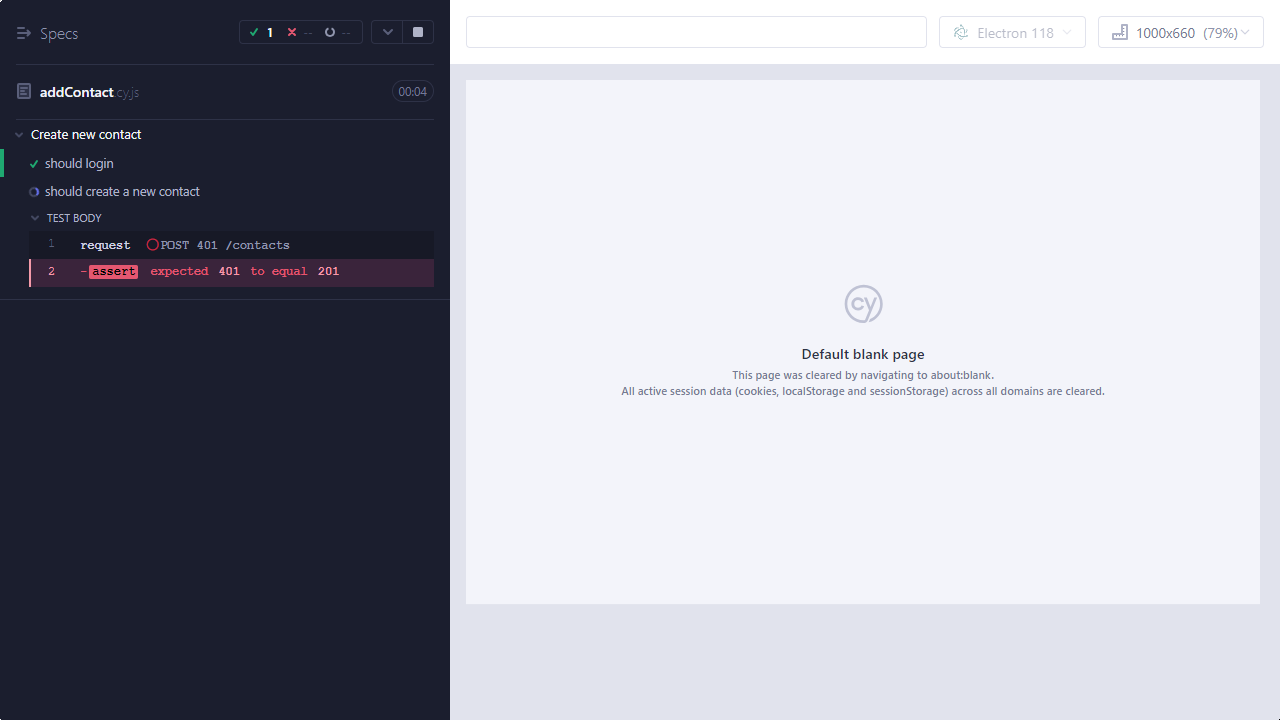 Specs
1 -- --
addContact.cy.js
00:04
Create new contact
should login
should create a new contact
TEST BODY
1 request POST 401 /contacts
2 -assert expected 401 to equal 201
Electron 118
1000x660 (79%)
cy
Default blank page
This page was cleared by navigating to about:blank.
All active session data (cookies, localStorage and sessionStorage) across all domains are cleared.